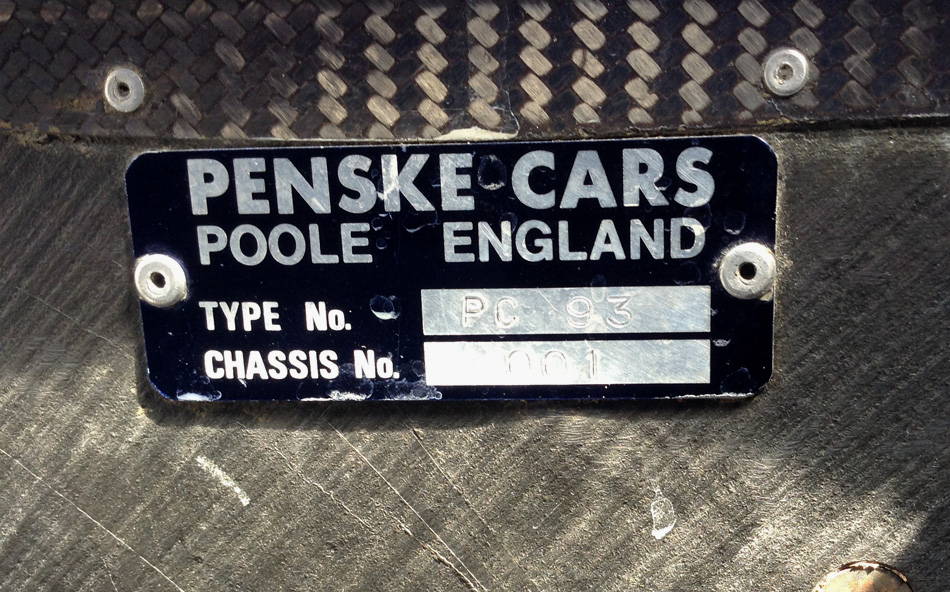 PENSKE CARS
POOLE ENGLAND
TYPE No. PC 93
CHASSIS No. 001